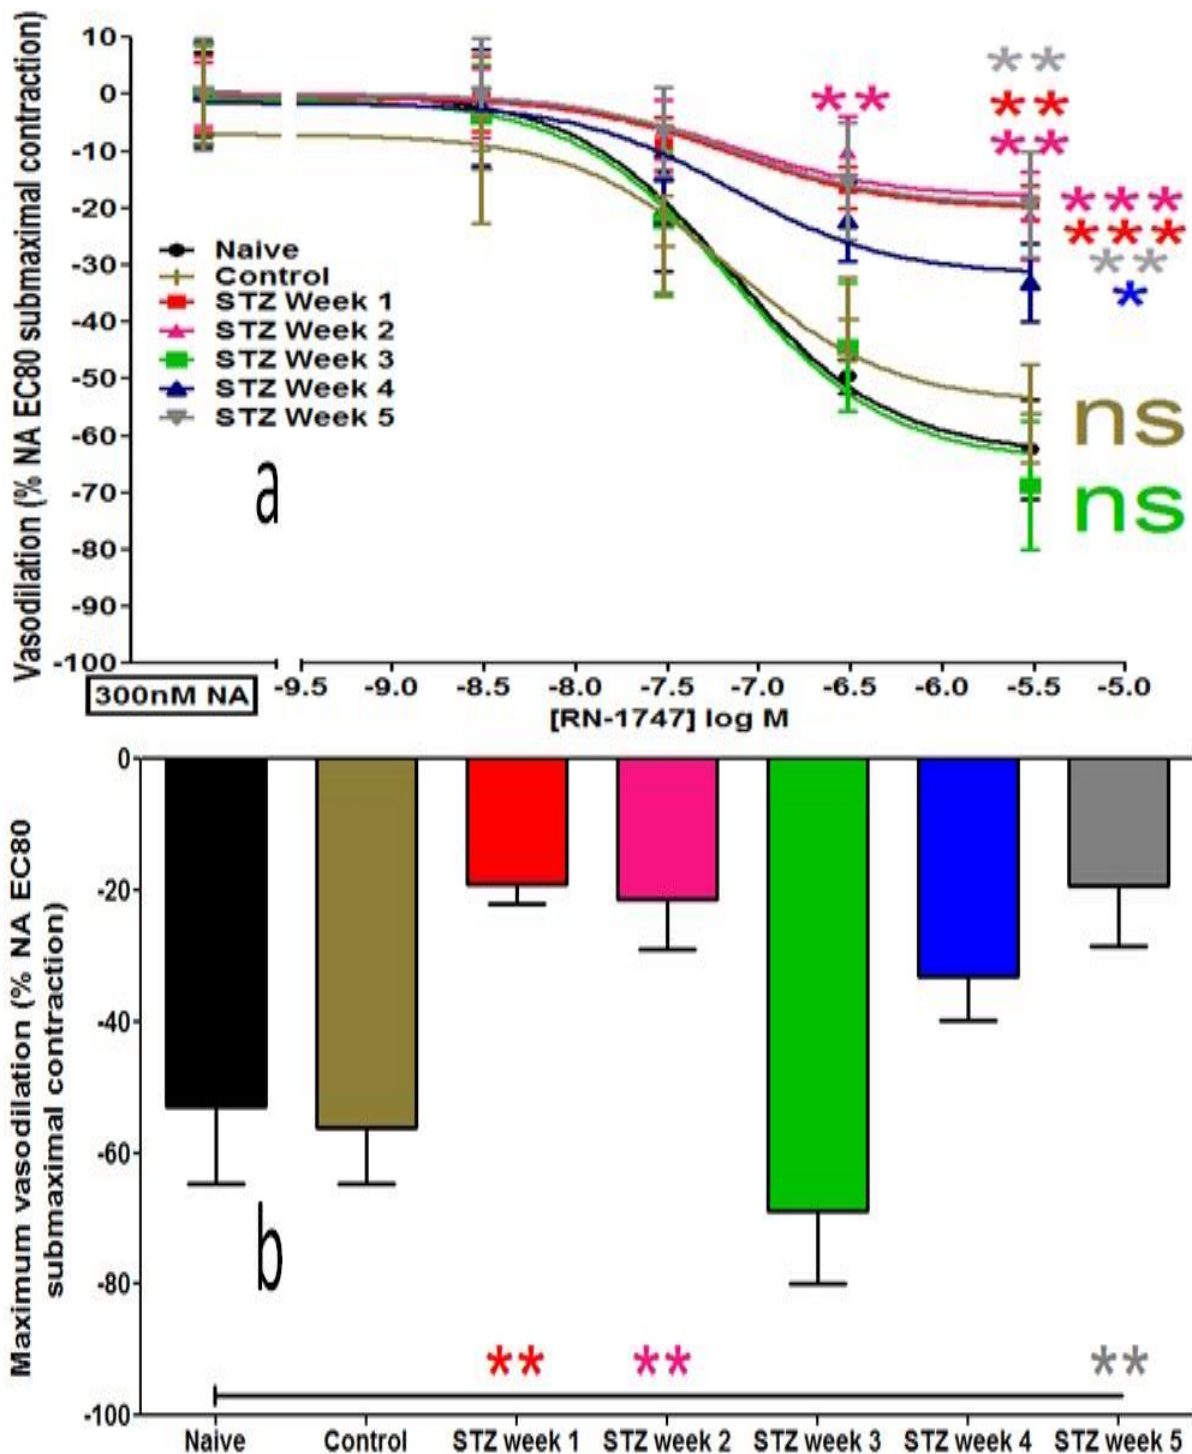 Vasodilation (% NA EC80 submaximal contraction)
10
0
-10
-20
-30
-40
-50
-60
-70
-80
-90
-100
Naive
Control
STZ Week 1
STZ Week 2
STZ Week 3
STZ Week 4
STZ Week 5
a
**
**
**
**
***
***
**
*
ns
ns
300nM NA
-9.5 -9.0 -8.5 -8.0 -7.5 -7.0 -6.5 -6.0 -5.5 -5.0
[RN-1747] log M
Maximum vasodilation (% NA EC80
submaximal contraction)
0
-20
-40
-60
-80
-100
b
** ** **
Naive Control STZ week 1 STZ week 2 STZ week 3 STZ week 4 STZ week 5